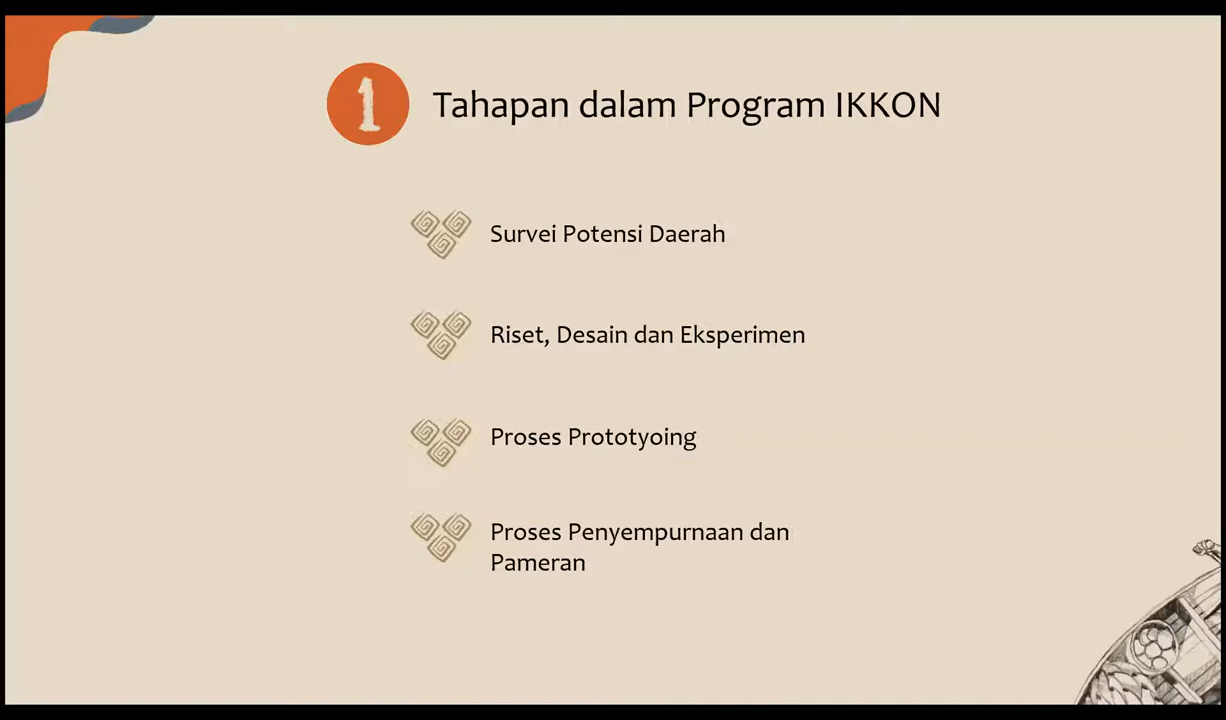 1
Tahapan dalam Program IKKON
Survei Potensi Daerah
Riset, Desain dan Eksperimen
Proses Prototyoing
Proses Penyempurnaan dan
Pameran